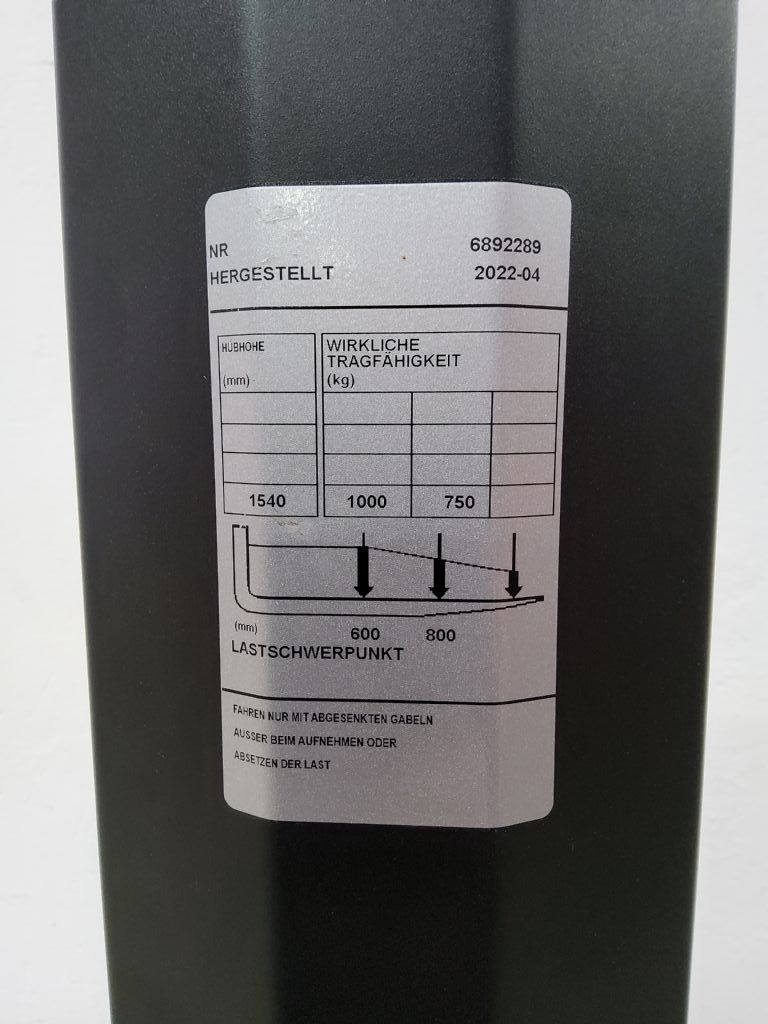 NR 6892289
HERGESTELLT 2022-04
HUBHÖHE
(mm)
WIRKLICHE
TRAGFÄHIGKEIT
(kg)
1540 1000 750
(mm) 600 800
LASTSCHWERPUNKT
FAHREN NUR MIT ABGESENKTEN GABELN
AUSSER BEIM AUFNEHMEN ODER
ABSETZEN DER LAST